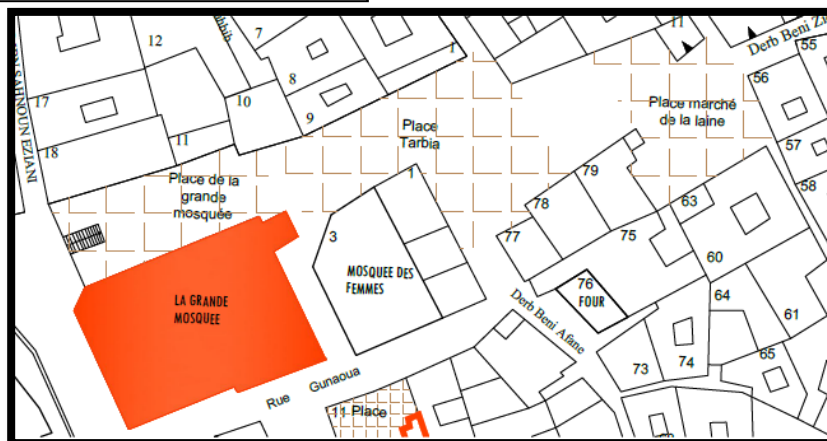 12
7
11
Derb Beni
55
17
8
56
10
9
18
11
Place
Tarbia
Place marché
de la laine
57
58
SAHNOUN EZIANI
Place de la
grande
mosquée
1
79
78
63
3
77
75
60
LA GRANDE
MOSQUEE
MOSQUEE DES
FEMMES
76
FOUR
64
61
Derb Beni Afane
73
74
65
Rue Gunaoua
11 Place